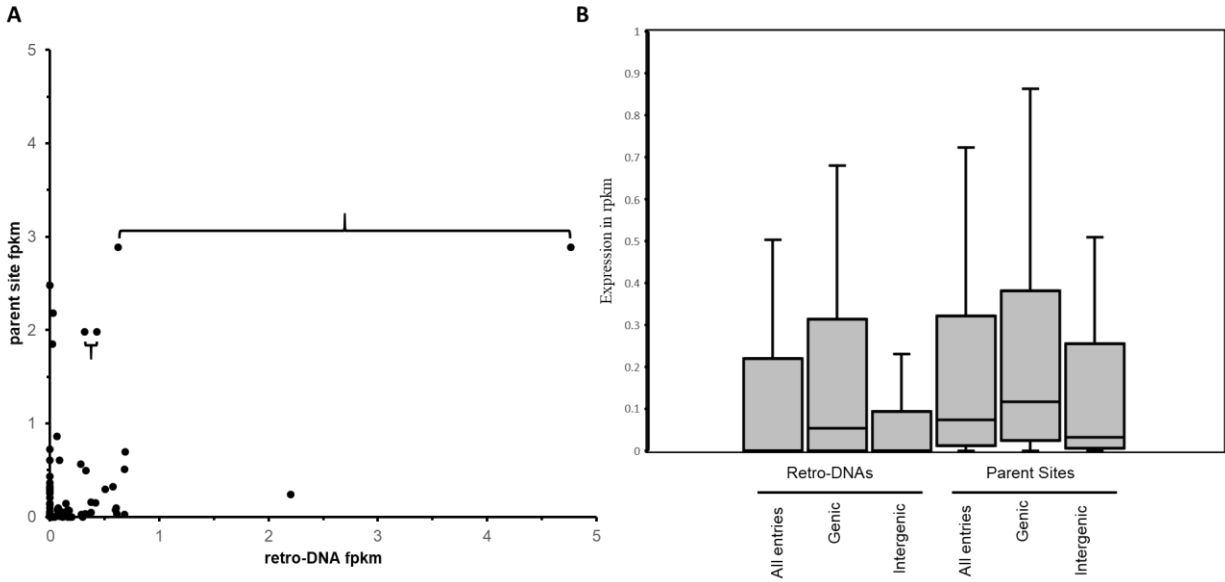 A
5
4
3
2
1
0
0
1
2
3
4
5
parent site fpkm
retro-DNA fpkm
B
1
0.9
0.8
0.7
0.6
0.5
0.4
0.3
0.2
0.1
0
Expression in rpkm
Retro-DNAs
Parent Sites
All entries
Genic
Intergenic
All entries
Genic
Intergenic